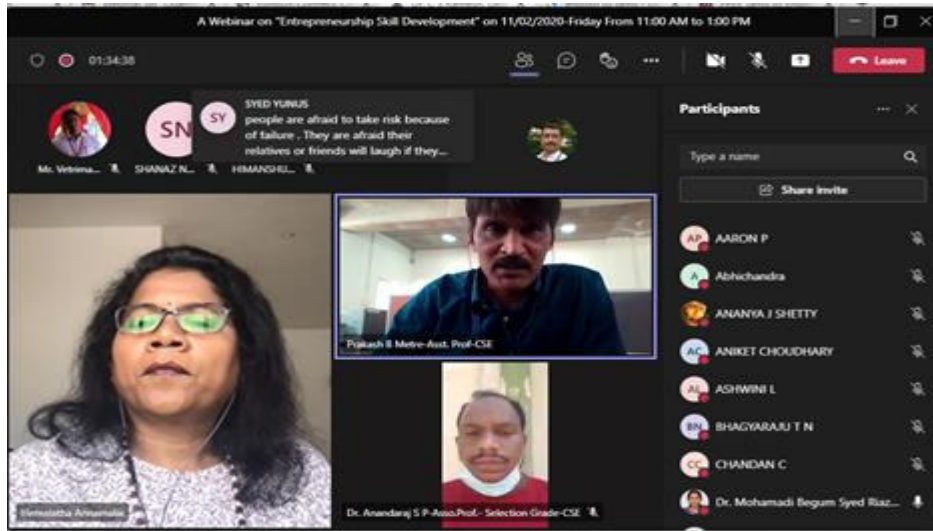 A Webinar on "Entrepreneurship Skill Development" on 11/02/2020-Friday From 11:00 AM to 1:00 PM
01:34:38
Leave
SYED YUNUS
SY
people are afraid to take risk because
of failure . They are afraid their
relatives or friends will laugh if they...
SN
Mr. Vetrima...
SHANAZ N...
HIMANSHU...
Prakash B Metre-Asst. Prof-CSE
Hemalatha Annamalai
Dr. Anandaraj S P-Asso.Prof.- Selection Grade-CSE
Participants
Type a name
Share invite
AP AARON P
A Abhichandra
ANANYA J SHETTY
AC ANIKET CHOUDHARY
AL ASHWINI L
BN BHAGYARAJU T N
CC CHANDAN C
Dr. Mohamadi Begum Syed Riaz...